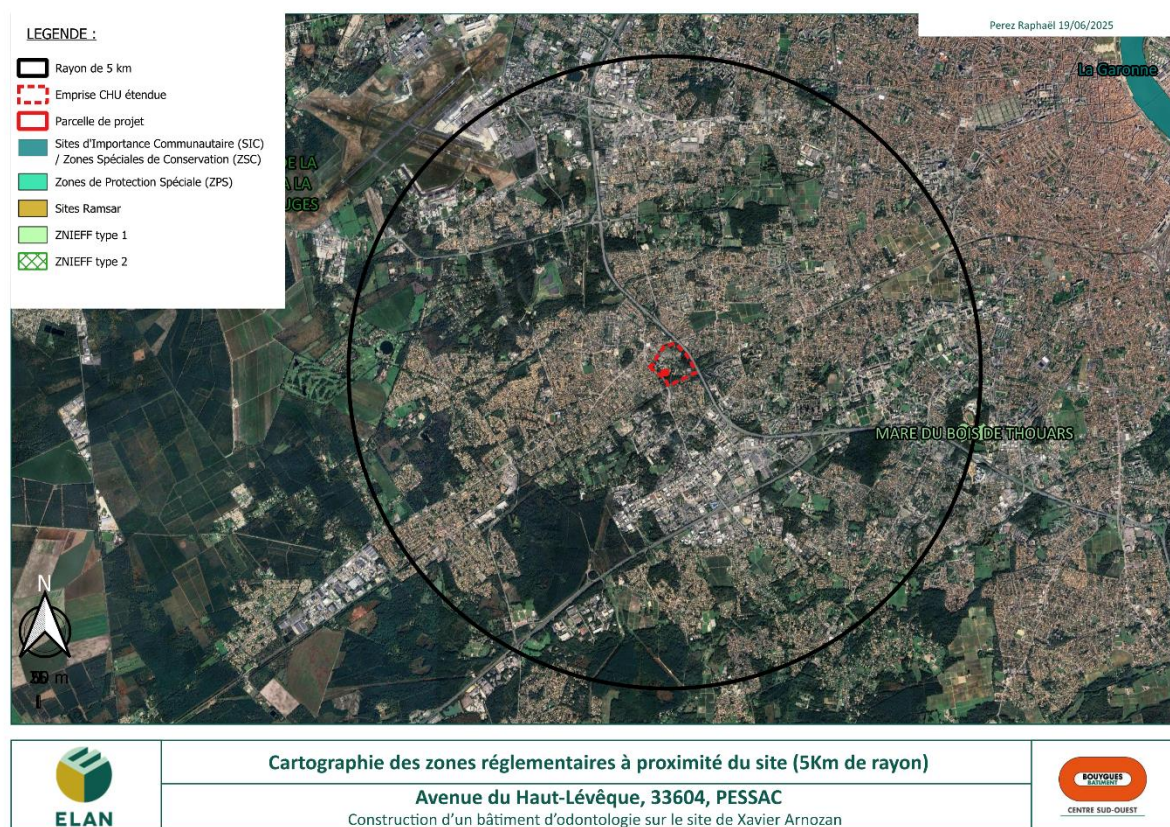 Perez Raphaël 19/06/2025
LEGENDE :
Rayon de 5 km
Emprise CHU étendue
Parcelle de projet
Sites d'Importance Communautaire (SIC)
/ Zones Spéciales de Conservation (ZSC)
Zones de Protection Spéciale (ZPS)
Sites Ramsar
ZNIEFF type 1
ZNIEFF type 2
La Garonne
DE LA
A LA
UGES
MARE DU BOIS DE THOUARS
N
m
ELAN
Cartographie des zones réglementaires à proximité du site (5Km de rayon)
Avenue du Haut-Lévêque, 33604, PESSAC
Construction d'un bâtiment d'odontologie sur le site de Xavier Arnozan
BOUYGUES
BATIMENT
CENTRE SUD-OUEST